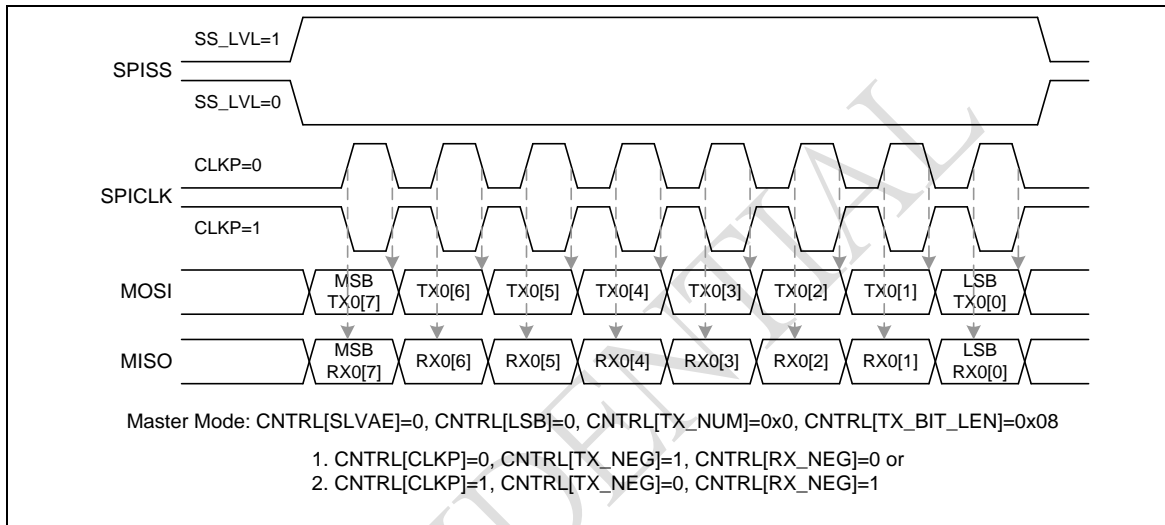 SS_LVL=1
SPISS
SS_LVL=0
CLKP=0
SPICLK
CLKP=1
MOSI
MSB TX0[7] TX0[6] TX0[5] TX0[4] TX0[3] TX0[2] TX0[1] LSB TX0[0]
MISO
MSB RX0[7] RX0[6] RX0[5] RX0[4] RX0[3] RX0[2] RX0[1] LSB RX0[0]
Master Mode: CNTRL[SLVAE]=0, CNTRL[LSB]=0, CNTRL[TX_NUM]=0x0, CNTRL[TX_BIT_LEN]=0x08
1. CNTRL[CLKP]=0, CNTRL[TX_NEG]=1, CNTRL[RX_NEG]=0 or
2. CNTRL[CLKP]=1, CNTRL[TX_NEG]=0, CNTRL[RX_NEG]=1
DENTIAL